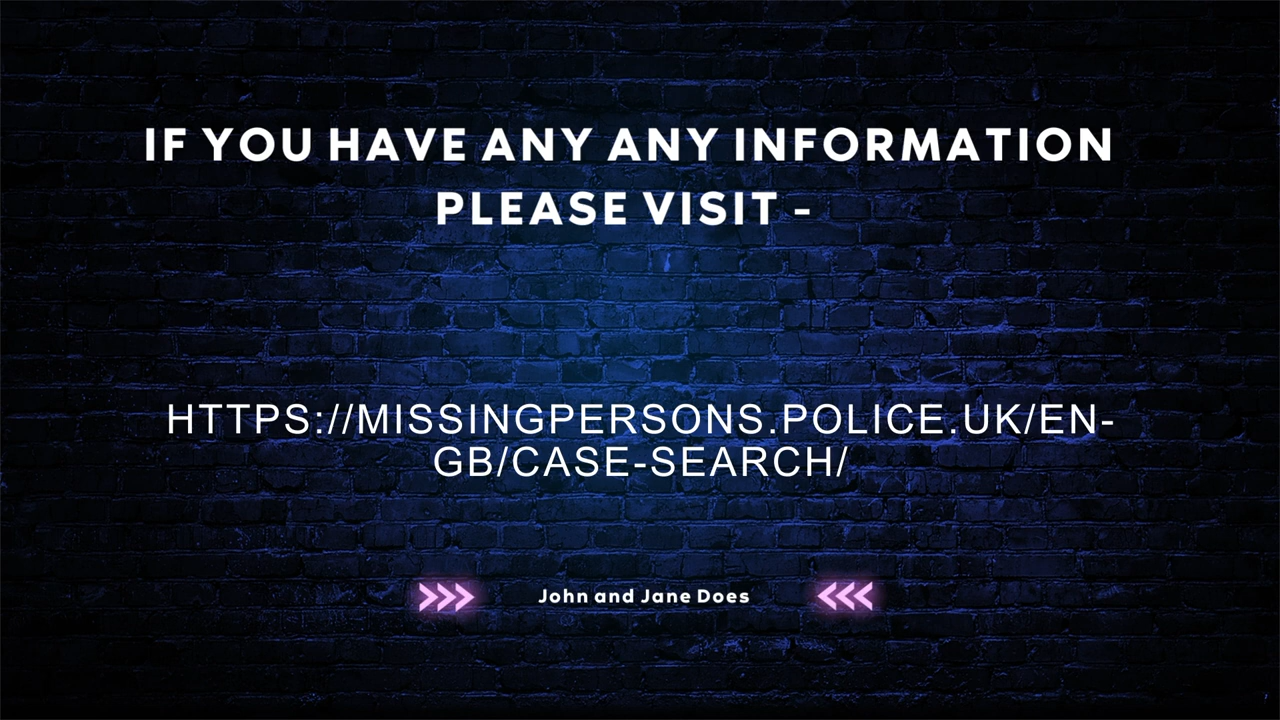 IF YOU HAVE ANY ANY INFORMATION
PLEASE VISIT -
HTTPS://MISSINGPERSONS.POLICE.UK/EN-
GB/CASE-SEARCH/
John and Jane Does